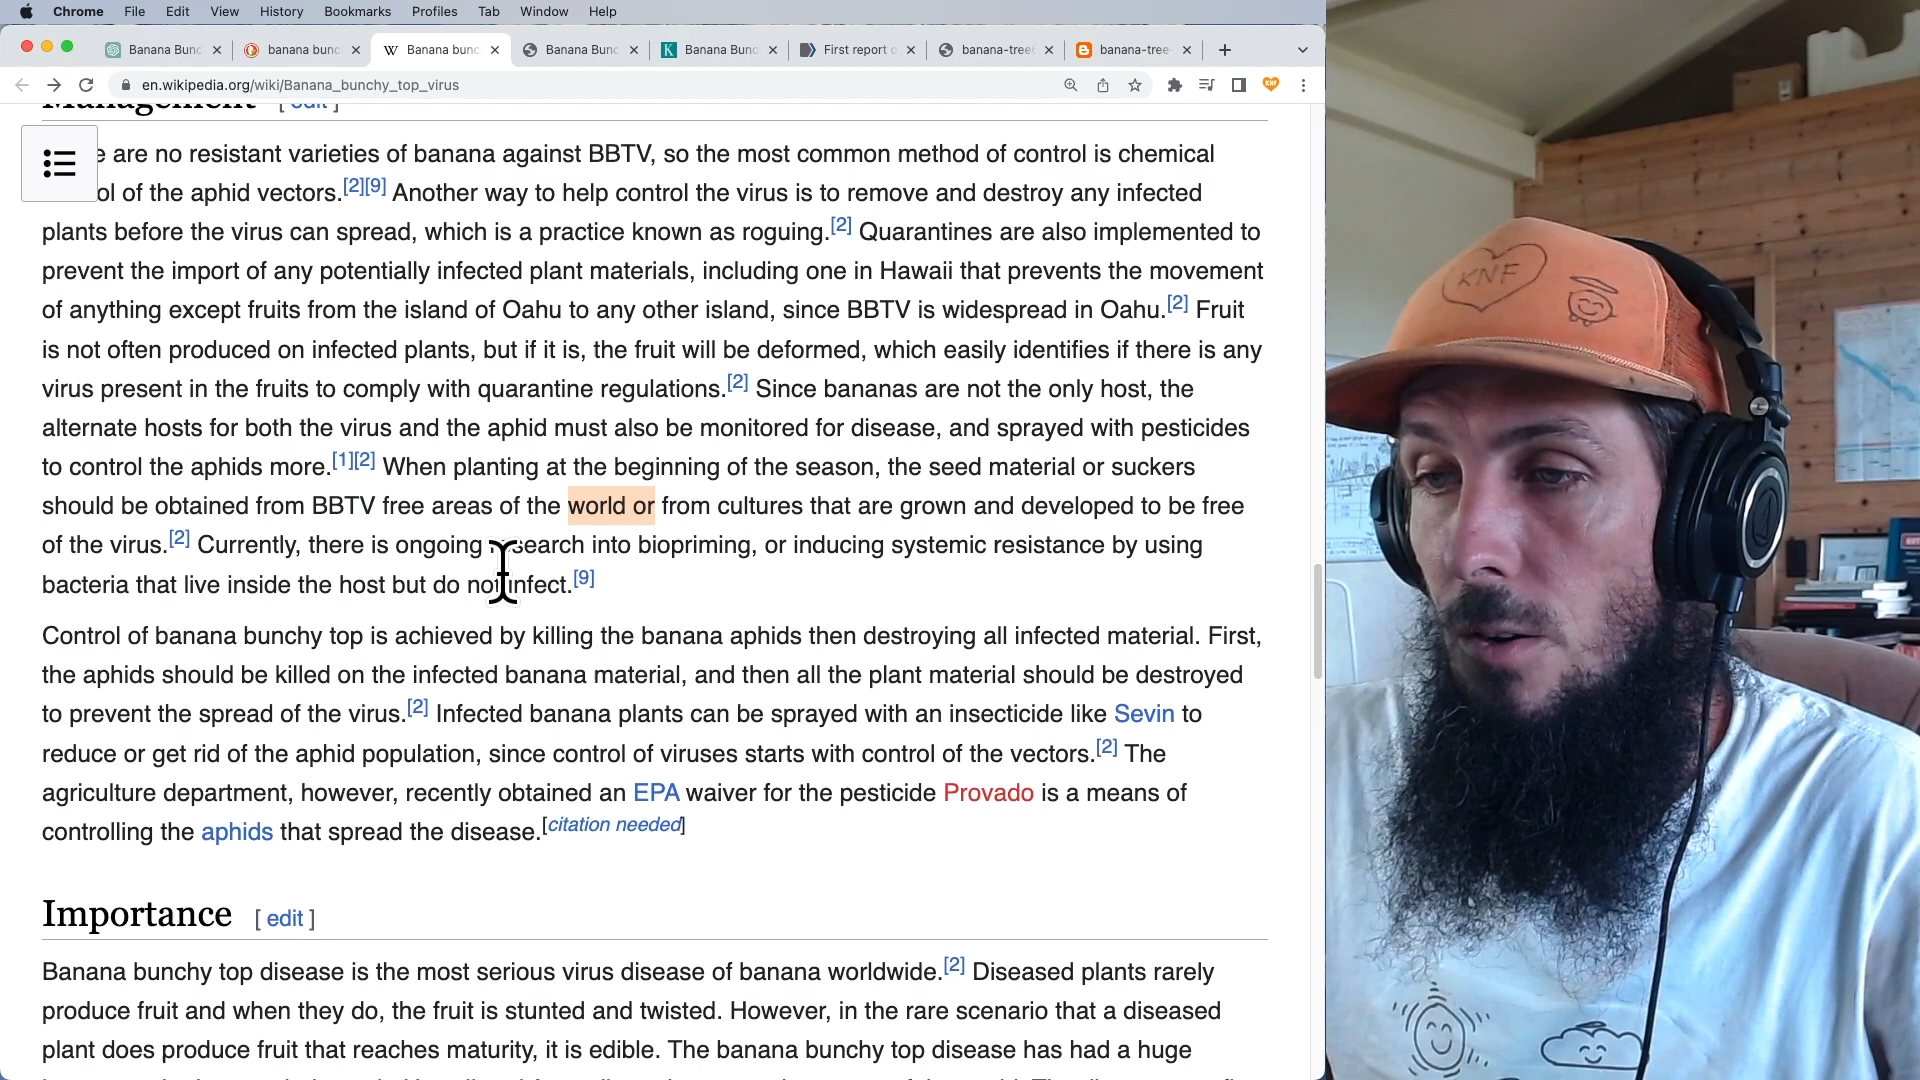 Chrome File Edit View History Bookmarks Profiles Tab Window Help
Banana Bunc banana bunc W Banana bunc Banana Bunc K Banana Bunc First report o banana-tree banana-tree-
en.wikipedia.org/wiki/Banana_bunchy_top_virus
Management [ edit ]
e are no resistant varieties of banana against BBTV, so the most common method of control is chemical
ol of the aphid vectors.[2][9] Another way to help control the virus is to remove and destroy any infected
plants before the virus can spread, which is a practice known as roguing.[2] Quarantines are also implemented to
prevent the import of any potentially infected plant materials, including one in Hawaii that prevents the movement
of anything except fruits from the island of Oahu to any other island, since BBTV is widespread in Oahu.[2] Fruit
is not often produced on infected plants, but if it is, the fruit will be deformed, which easily identifies if there is any
virus present in the fruits to comply with quarantine regulations.[2] Since bananas are not the only host, the
alternate hosts for both the virus and the aphid must also be monitored for disease, and sprayed with pesticides
to control the aphids more.[1][2] When planting at the beginning of the season, the seed material or suckers
should be obtained from BBTV free areas of the world or from cultures that are grown and developed to be free
of the virus.[2] Currently, there is ongoing research into biopriming, or inducing systemic resistance by using
bacteria that live inside the host but do not infect.[9]
Control of banana bunchy top is achieved by killing the banana aphids then destroying all infected material. First,
the aphids should be killed on the infected banana material, and then all the plant material should be destroyed
to prevent the spread of the virus.[2] Infected banana plants can be sprayed with an insecticide like Sevin to
reduce or get rid of the aphid population, since control of viruses starts with control of the vectors.[2] The
agriculture department, however, recently obtained an EPA waiver for the pesticide Provado is a means of
controlling the aphids that spread the disease.[citation needed]
Importance [ edit ]
Banana bunchy top disease is the most serious virus disease of banana worldwide.[2] Diseased plants rarely
produce fruit and when they do, the fruit is stunted and twisted. However, in the rare scenario that a diseased
plant does produce fruit that reaches maturity, it is edible. The banana bunchy top disease has had a huge
KNF